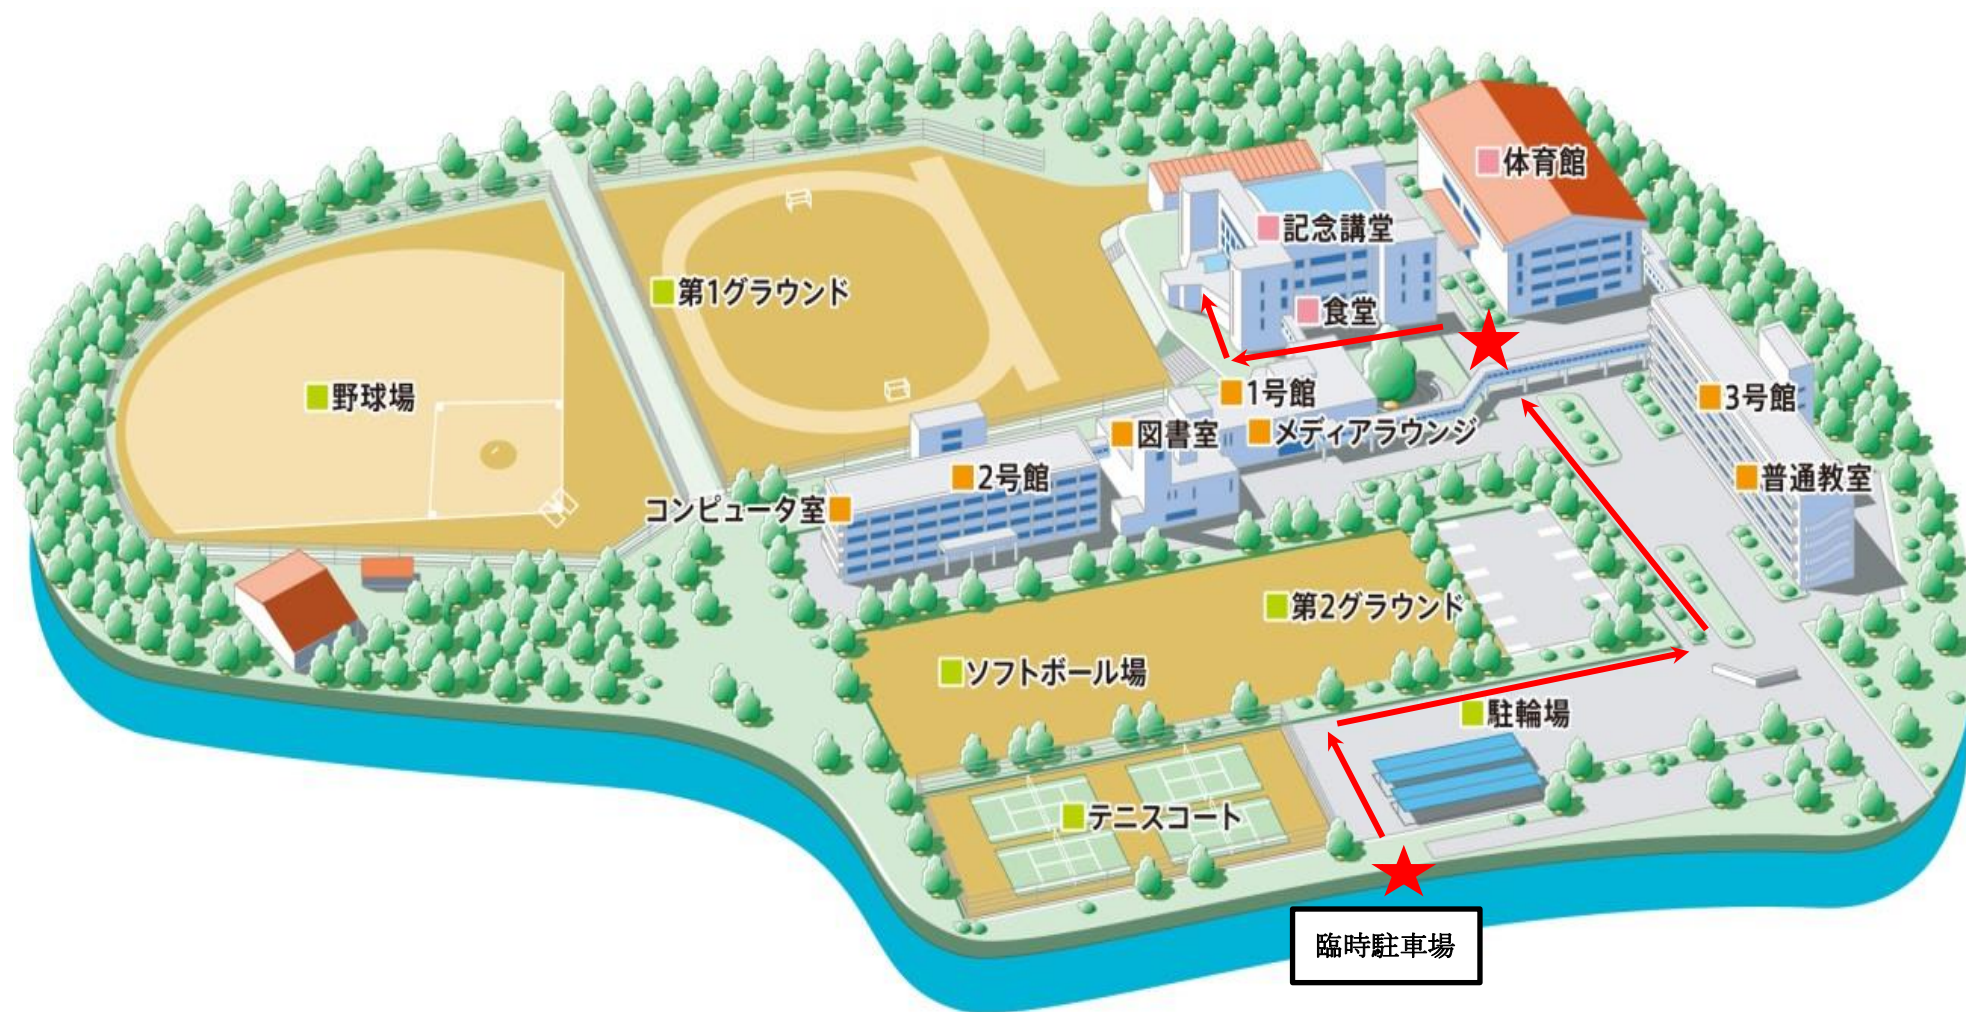 体育館
記念講堂
第1グラウンド
食堂
野球場
1号館
3号館
図書室
メディアラウンジ
2号館
普通教室
コンピュータ室
第2グラウンド
ソフトボール場
駐輪場
テニスコート
臨時駐車場